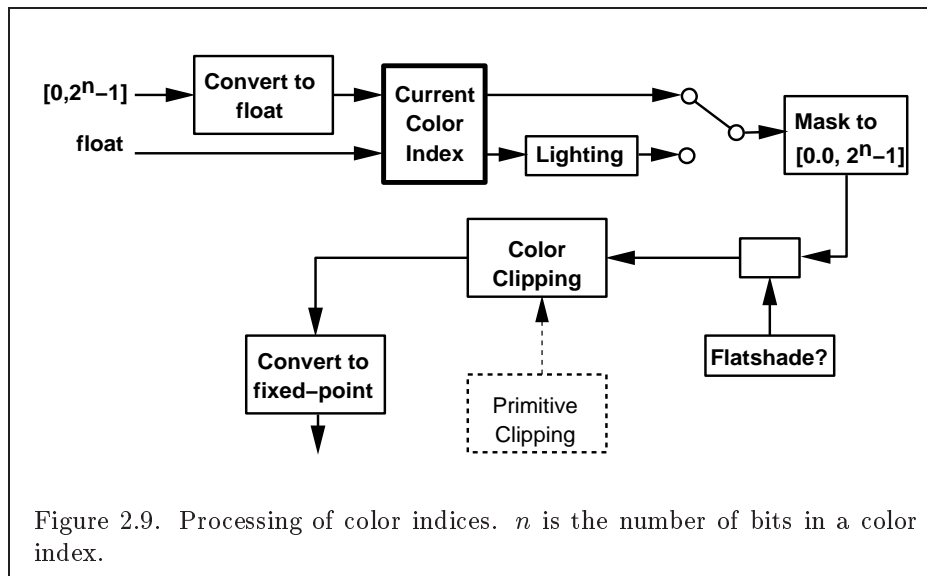 [0,2ⁿ−1]
Convert to
float
float
Current
Color
Index
Lighting
Mask to
[0.0, 2ⁿ−1]
Color
Clipping
Flatshade?
Convert to
fixed−point
Primitive
Clipping
Figure 2.9. Processing of color indices. n is the number of bits in a color
index.